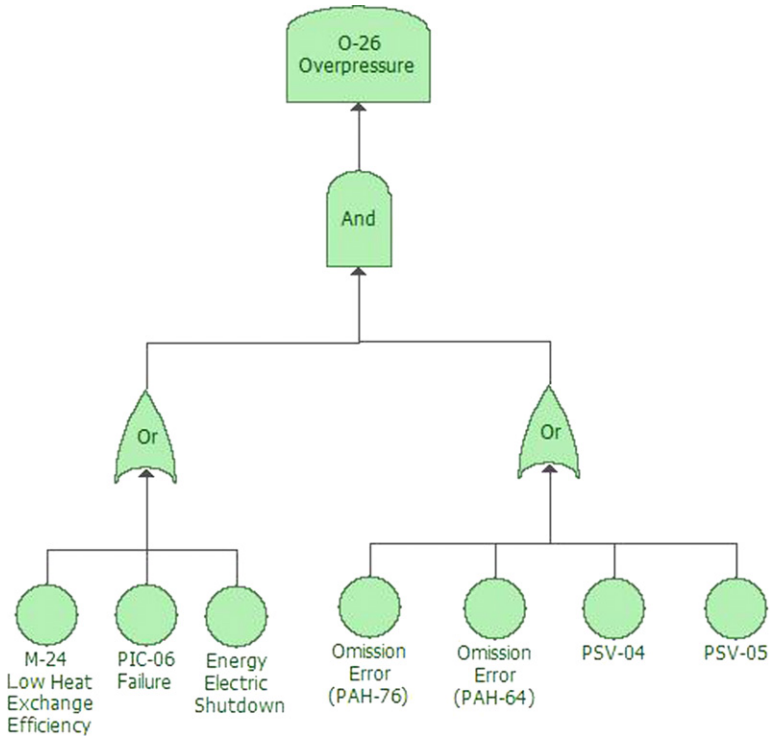 O-26
Overpressure
And
Or
Or
M-24
Low Heat
Exchange
Efficiency
PIC-06
Failure
Energy
Electric
Shutdown
Omission
Error
(PAH-76)
Omission
Error
(PAH-64)
PSV-04
PSV-05